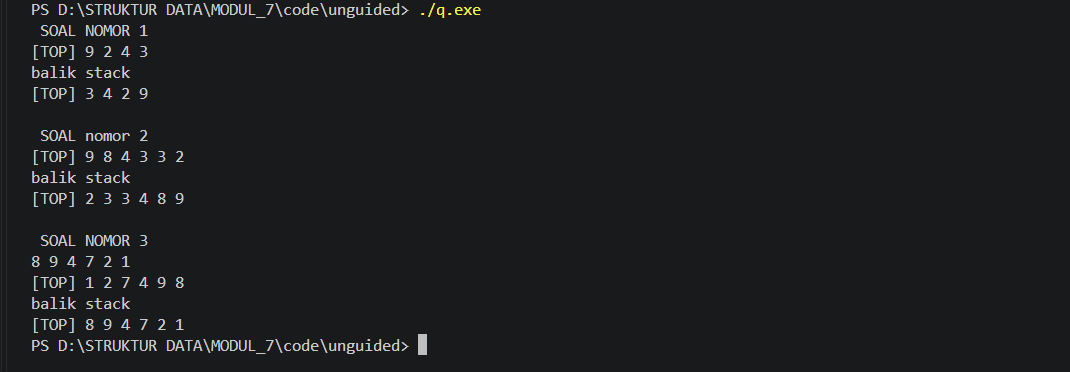 PS D:\STRUKTUR DATA\MODUL_7\code\unguided> ./q.exe
SOAL NOMOR 1
[TOP] 9 2 4 3
balik stack
[TOP] 3 4 2 9
SOAL nomor 2
[TOP] 9 8 4 3 3 2
balik stack
[TOP] 2 3 3 4 8 9
SOAL NOMOR 3
8 9 4 7 2 1
[TOP] 1 2 7 4 9 8
balik stack
[TOP] 8 9 4 7 2 1
PS D:\STRUKTUR DATA\MODUL_7\code\unguided>